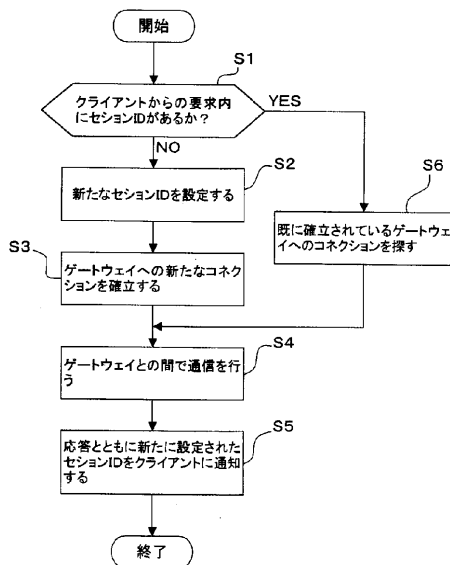 開始
S1
クライアントからの要求内
にセションIDがあるか？
YES
NO
S2
新たなセションIDを設定する
S6
既に確立されているゲートウェ
イへのコネクションを探す
S3
ゲートウェイへの新たなコネ
クションを確立する
S4
ゲートウェイとの間で通信を行
う
S5
応答とともに新たに設定された
セションIDをクライアントに通知
する
終了